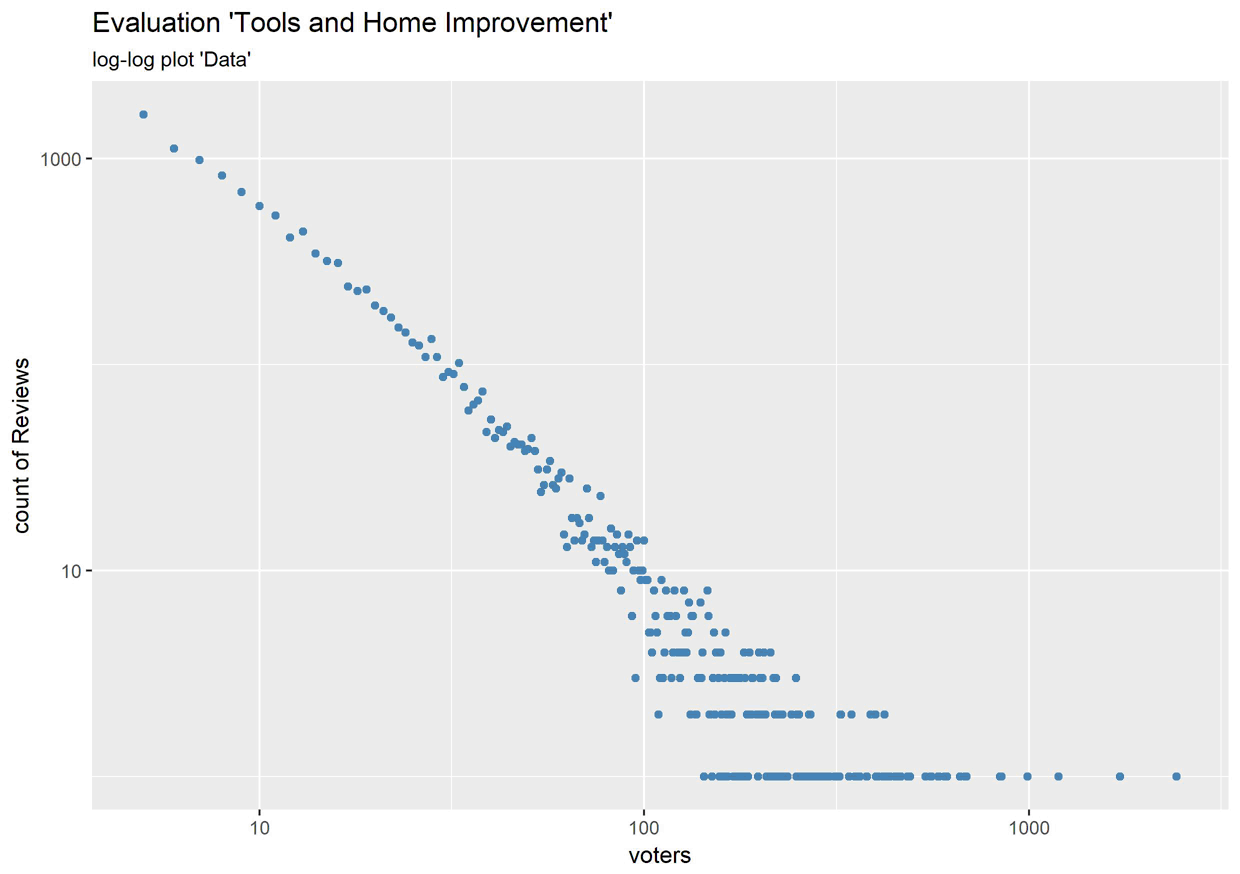 Evaluation 'Tools and Home Improvement'
log-log plot 'Data'
1000
10
count of Reviews
10
100
1000
voters